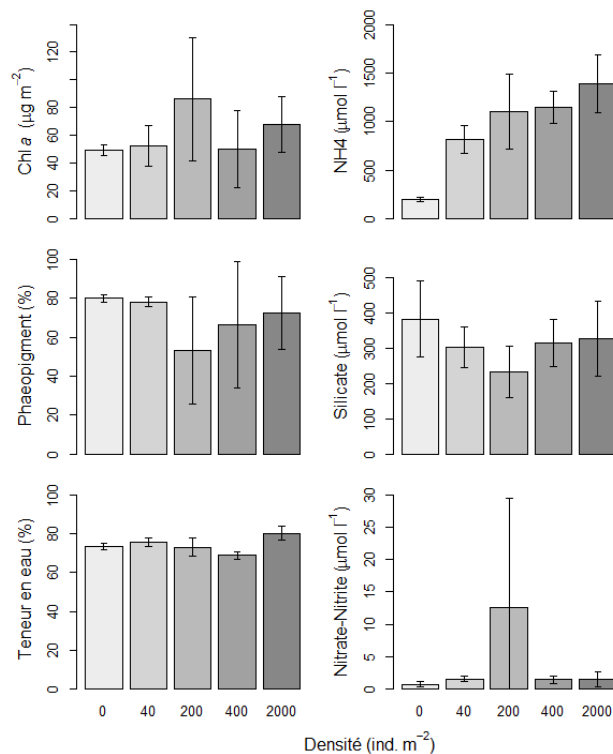 Chl a (µg m⁻²)
0 20 40 60 80 120
NH4 (µmol l⁻¹)
0 500 1000 1500 2000
Phaeopigment (%)
0 20 40 60 80 100
Silicate (µmol l⁻¹)
0 100 200 300 400 500
Teneur en eau (%)
0 20 40 60 80 100
Nitrate-Nitrite (µmol l⁻¹)
0 5 10 15 20 25 30
0 40 200 400 2000
0 40 200 400 2000
Densité (ind. m⁻²)